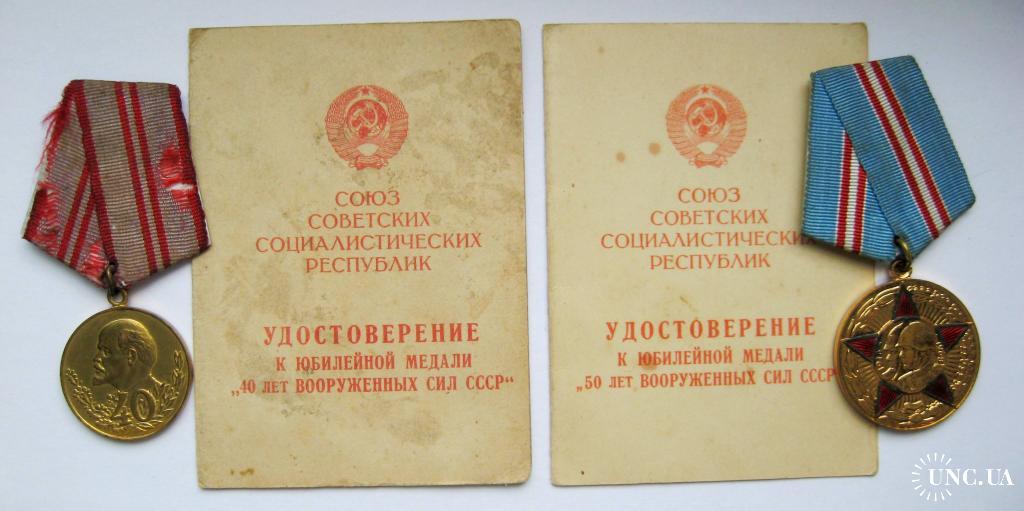 СОЮЗ
СОВЕТСКИХ
СОЦИАЛИСТИЧЕСКИХ
РЕСПУБЛИК
УДОСТОВЕРЕНИЕ
К ЮБИЛЕЙНОЙ МЕДАЛИ
„40 ЛЕТ ВООРУЖЕННЫХ СИЛ СССР“
40
СОЮЗ
СОВЕТСКИХ
СОЦИАЛИСТИЧЕСКИХ
РЕСПУБЛИК
УДОСТОВЕРЕНИЕ
К ЮБИЛЕЙНОЙ МЕДАЛИ
„50 ЛЕТ ВООРУЖЕННЫХ СИЛ СССР
UNC.UA